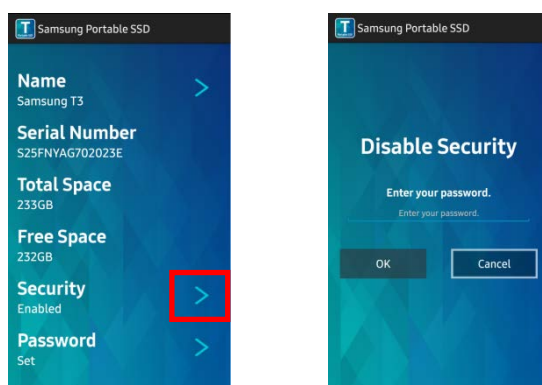 Samsung Portable SSD
Name
Samsung T3
Serial Number
S25FNYAG702023E
Total Space
233GB
Free Space
232GB
Security
Enabled
Password
Set
Samsung Portable SSD
Disable Security
Enter your password.
Enter your password.
OK Cancel